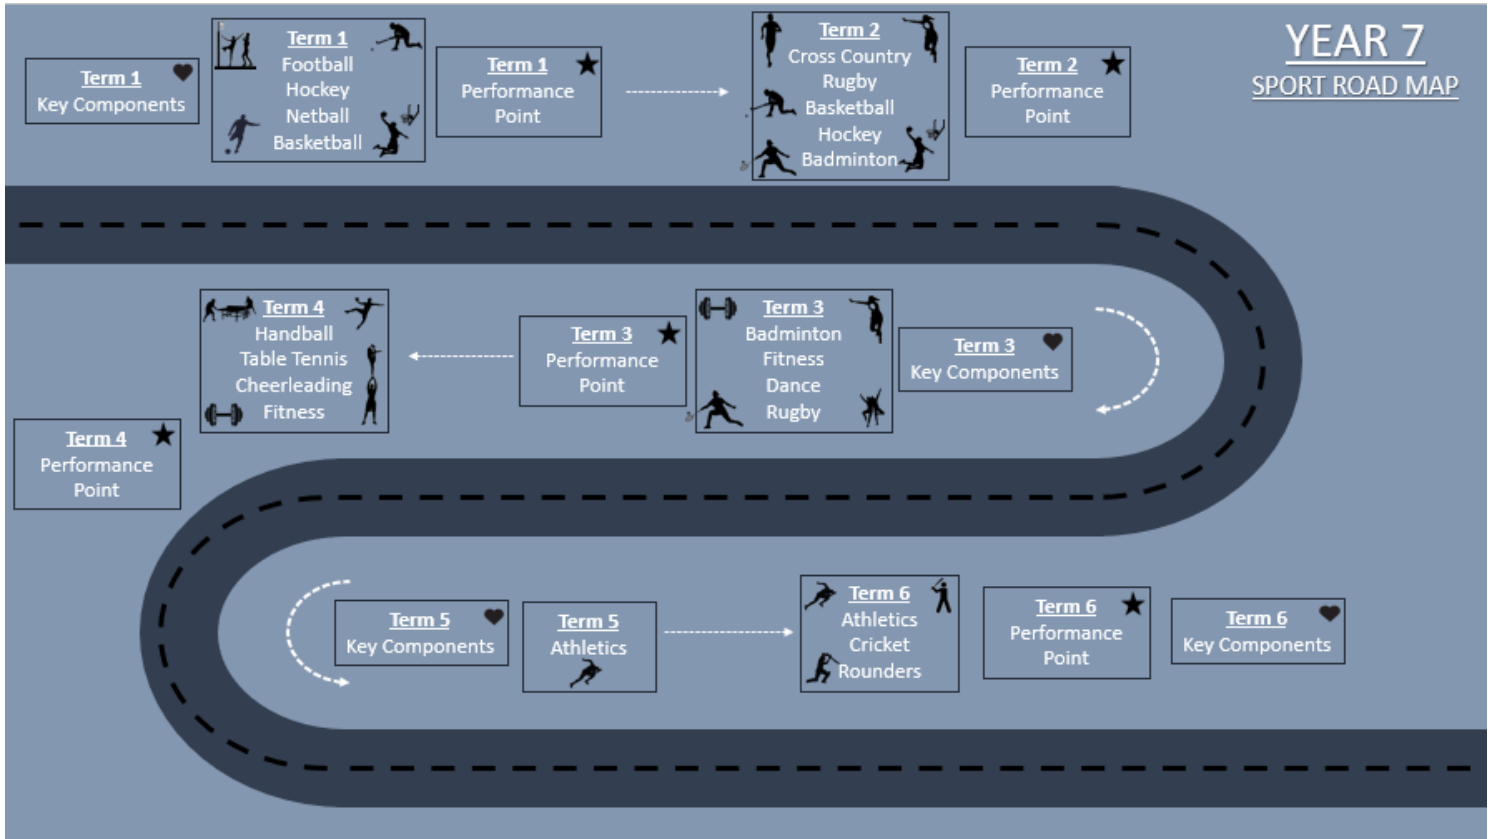 YEAR 7
SPORT ROAD MAP
Term 1
Key Components
Term 1
Football
Hockey
Netball
Basketball
Term 1
Performance
Point
Term 2
Cross Country
Rugby
Basketball
Hockey
Badminton
Term 2
Performance
Point
Term 3
Key Components
Term 3
Badminton
Fitness
Dance
Rugby
Term 3
Performance
Point
Term 4
Handball
Table Tennis
Cheerleading
Fitness
Term 4
Performance
Point
Term 5
Key Components
Term 5
Athletics
Term 6
Athletics
Cricket
Rounders
Term 6
Performance
Point
Term 6
Key Components